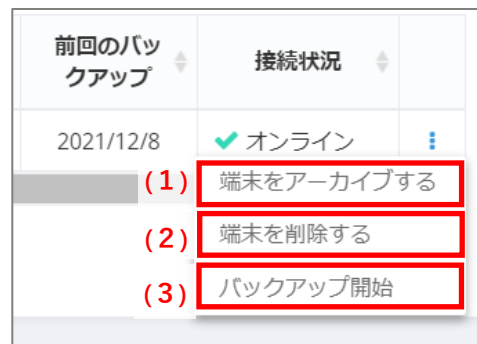 前回のバッ
クアップ
接続状況
2021/12/8
オンライン
(1) 端末をアーカイブする
(2) 端末を削除する
(3) バックアップ開始